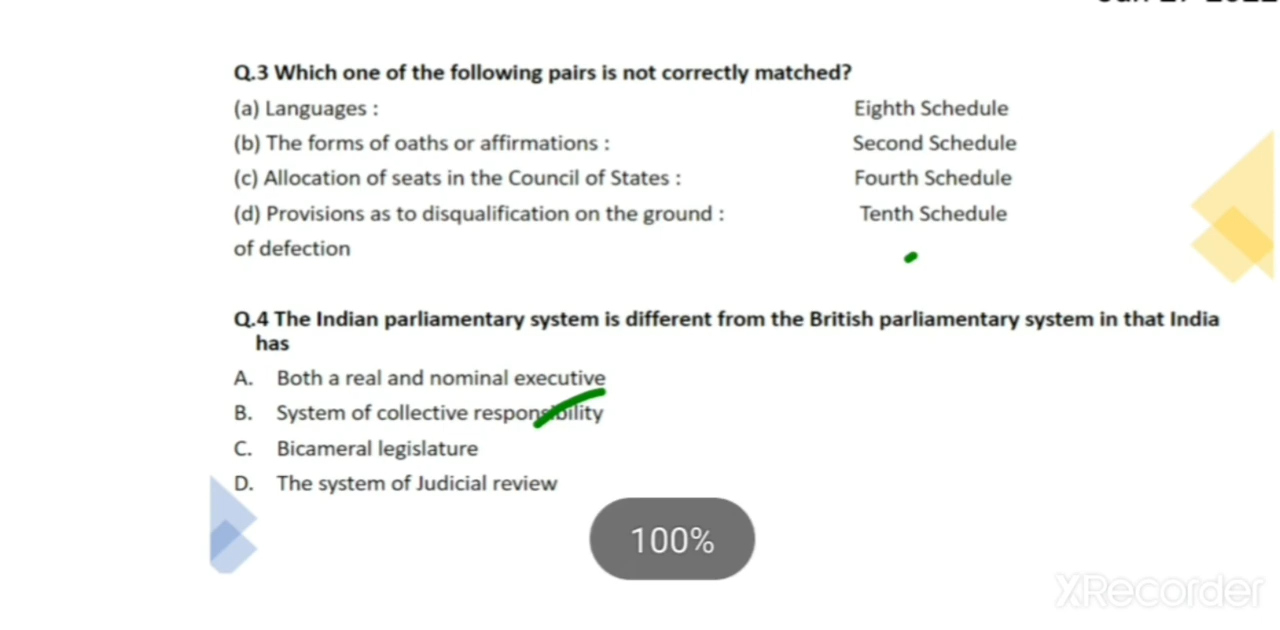 Q.3 Which one of the following pairs is not correctly matched?
(a) Languages : Eighth Schedule
(b) The forms of oaths or affirmations : Second Schedule
(c) Allocation of seats in the Council of States : Fourth Schedule
(d) Provisions as to disqualification on the ground : Tenth Schedule
of defection
Q.4 The Indian parliamentary system is different from the British parliamentary system in that India
has
A. Both a real and nominal executive
B. System of collective responsibility
C. Bicameral legislature
D. The system of Judicial review
100%
XRecorder